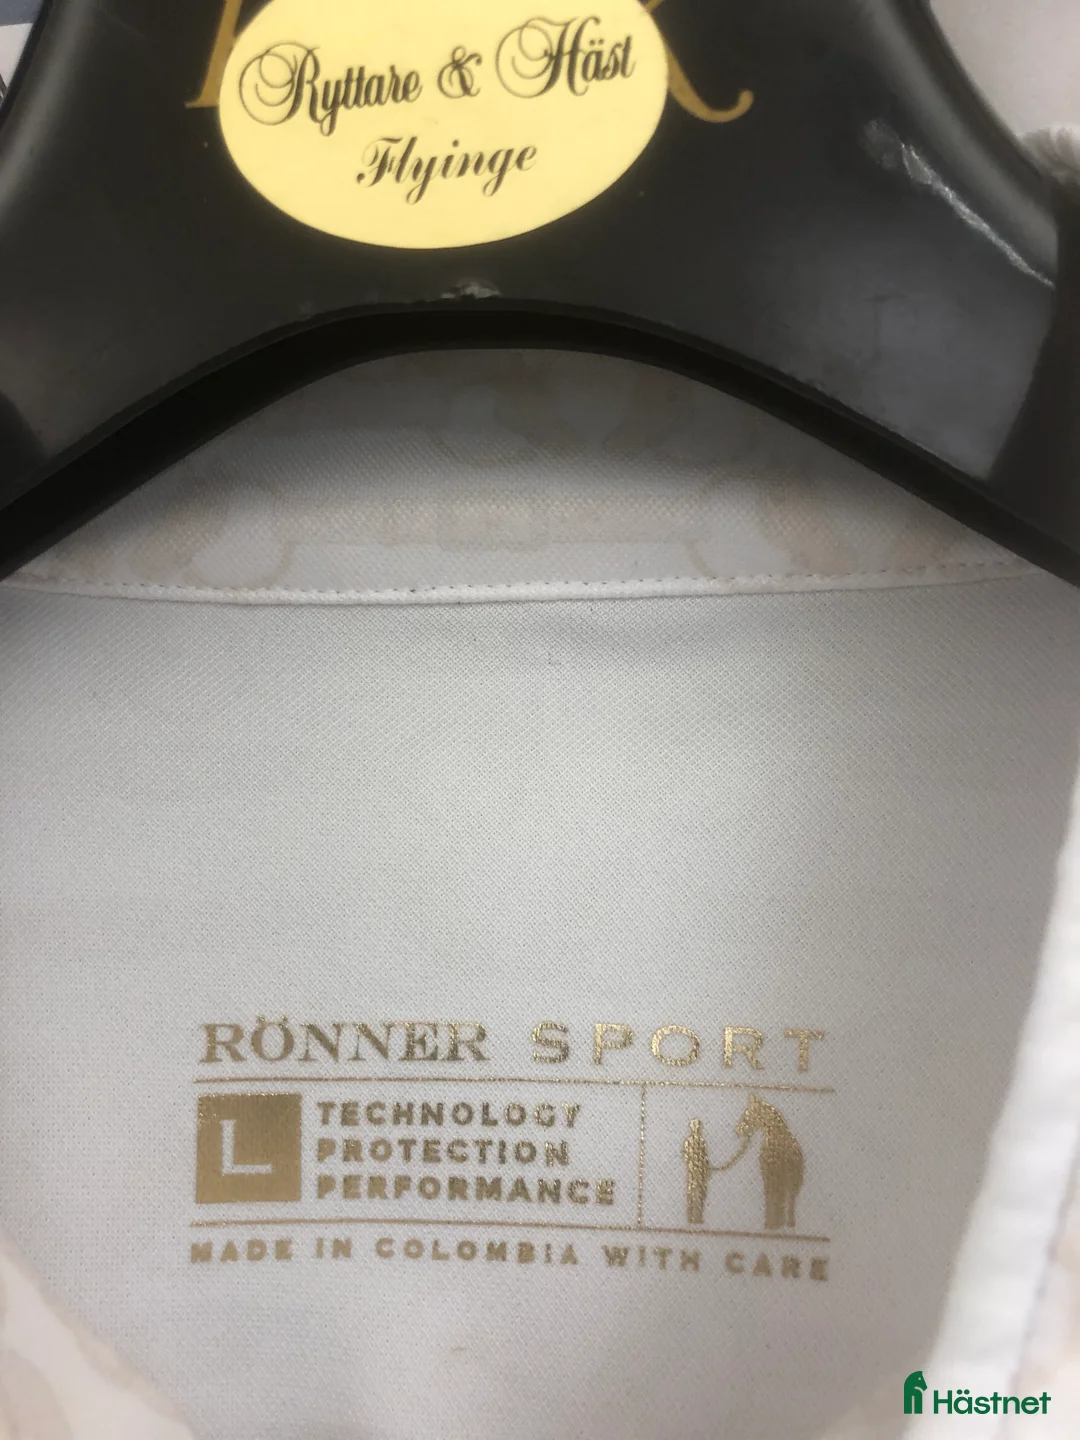 Ryttare & Häst
Flyinge
RÖNNER SPORT
L
TECHNOLOGY
PROTECTION
PERFORMANCE
MADE IN COLOMBIA WITH CARE
Hästnet